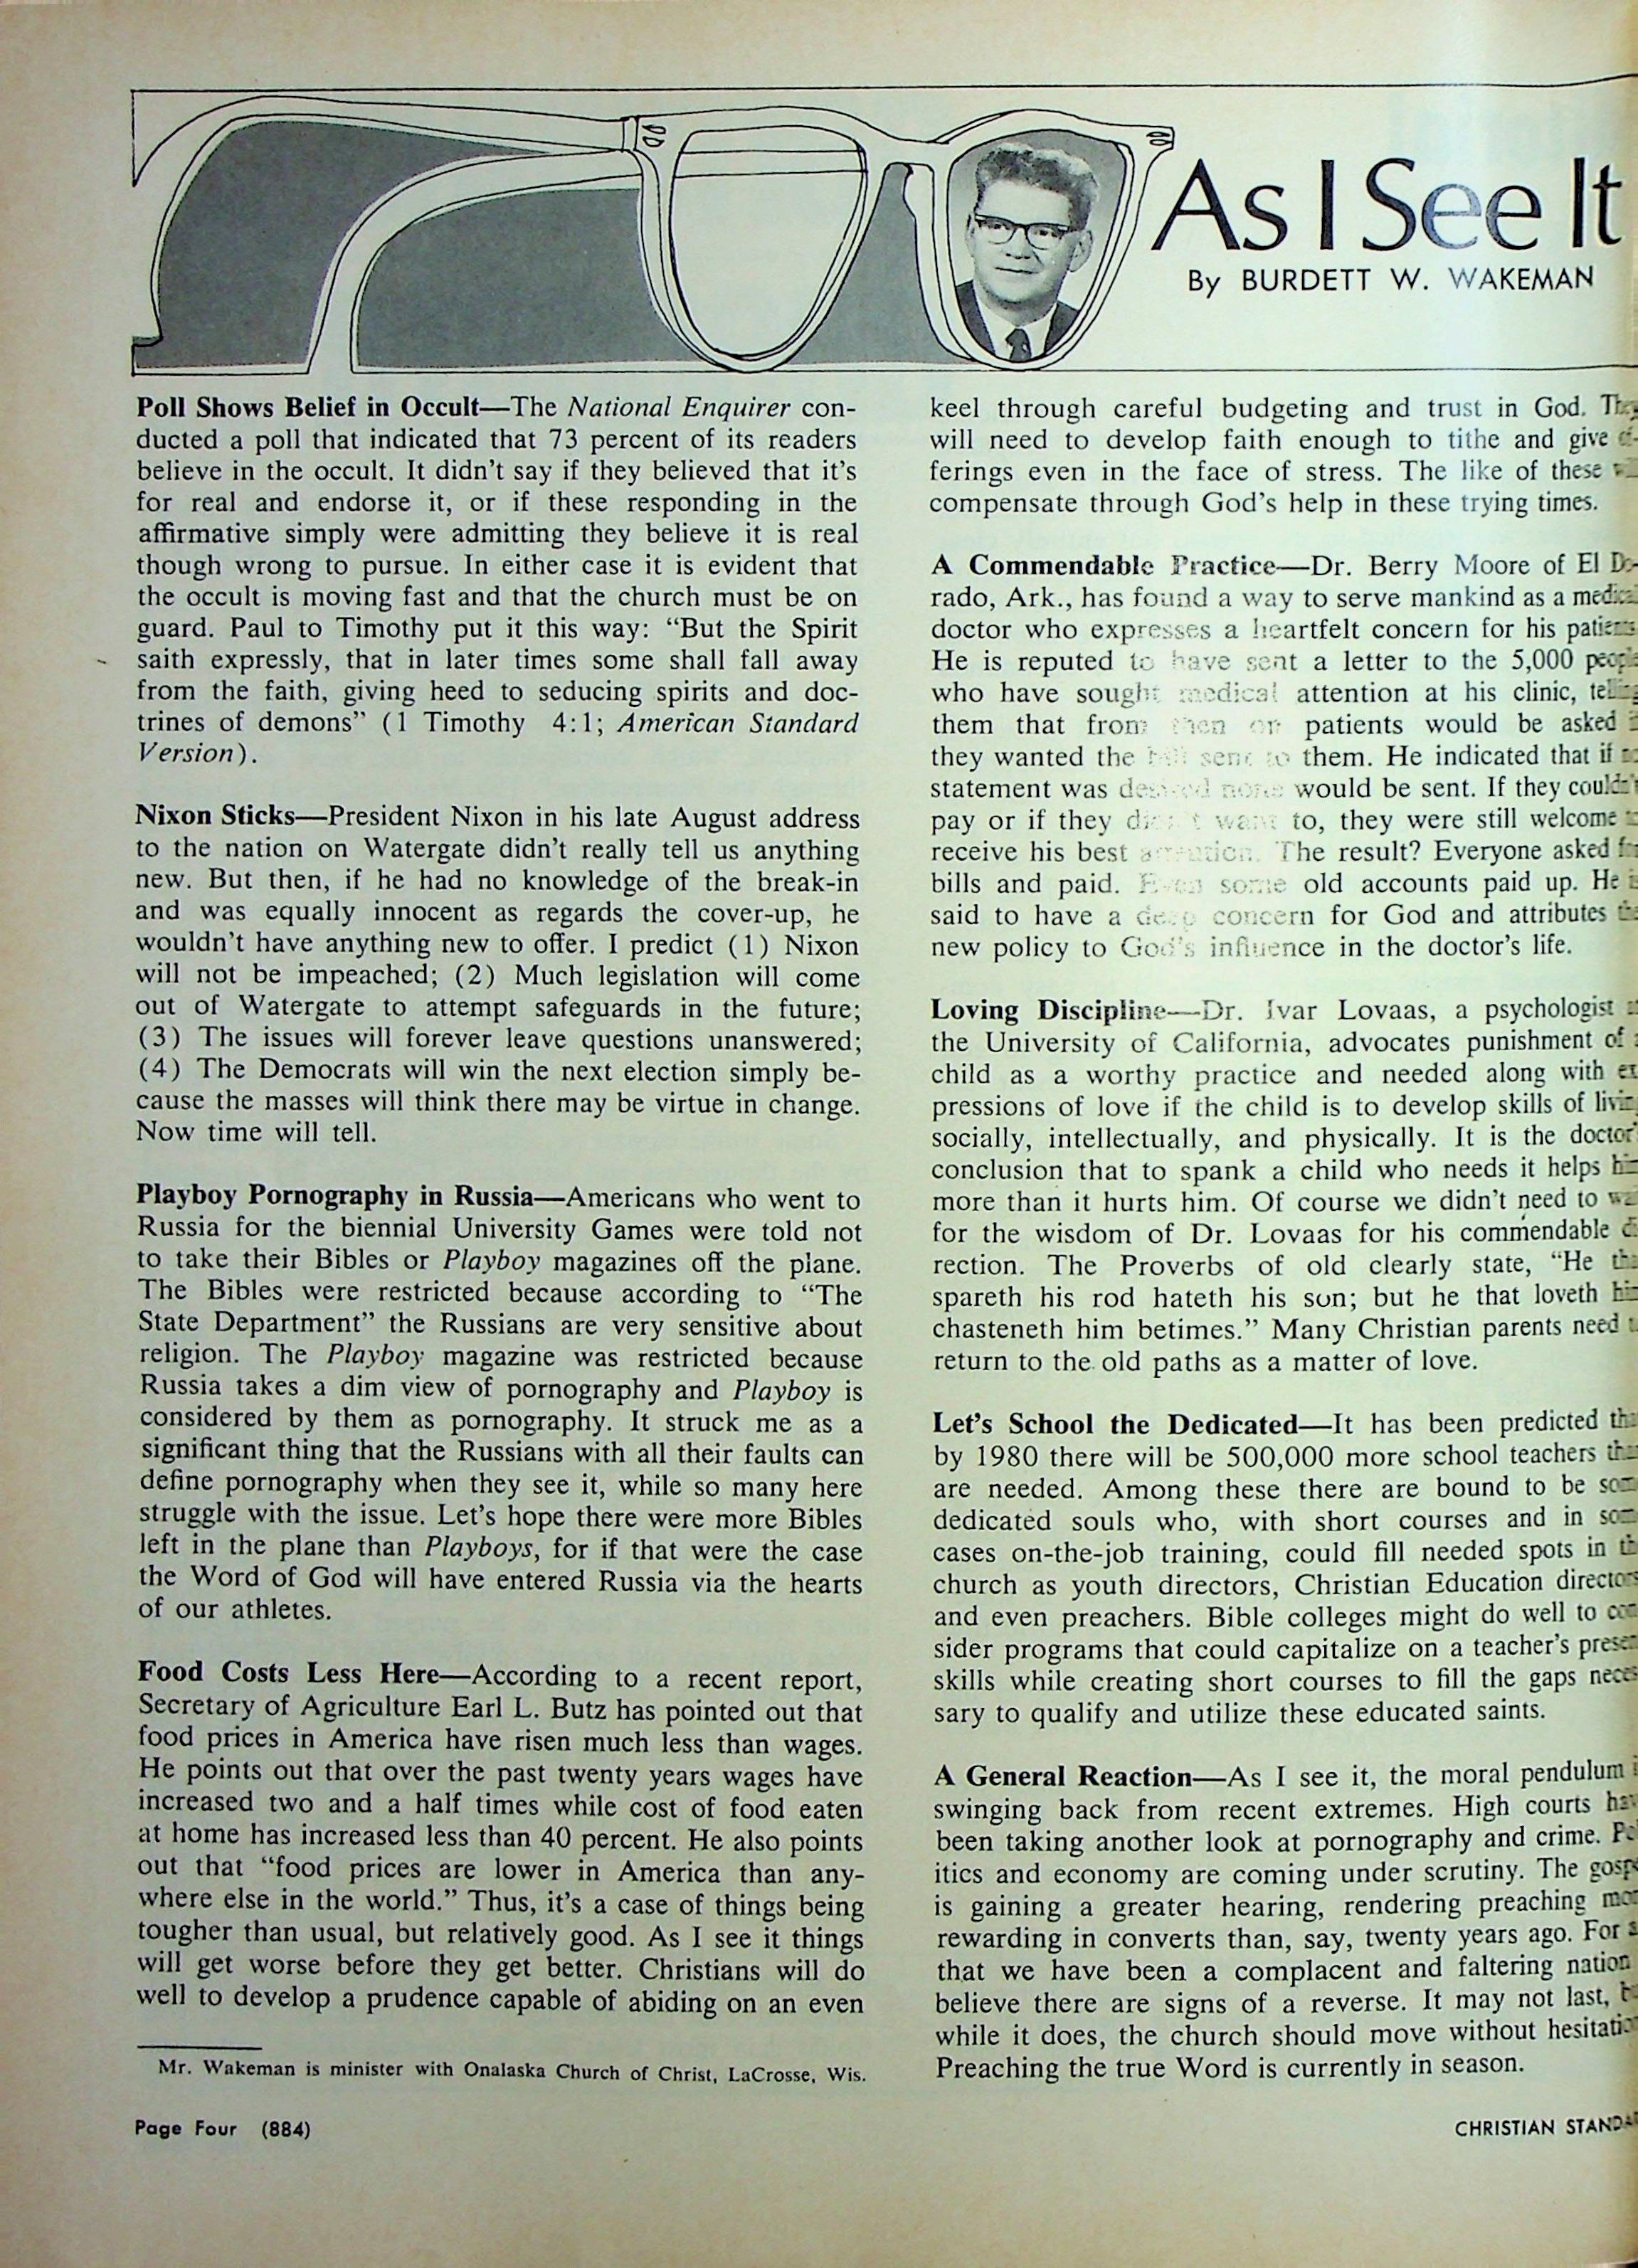 As I See It
By BURDETT W. WAKEMAN
Poll Shows Belief in Occult—The National Enquirer con-
ducted a poll that indicated that 73 percent of its readers
believe in the occult. It didn't say if they believed that it's
for real and endorse it, or if these responding in the
affirmative simply were admitting they believe it is real
though wrong to pursue. In either case it is evident that
the occult is moving fast and that the church must be on
guard. Paul to Timothy put it this way: "But the Spirit
saith expressly, that in later times some shall fall away
from the faith, giving heed to seducing spirits and doc-
trines of demons" (1 Timothy 4:1; American Standard
Version).
Nixon Sticks—President Nixon in his late August address
to the nation on Watergate didn't really tell us anything
new. But then, if he had no knowledge of the break-in
and was equally innocent as regards the cover-up, he
wouldn't have anything new to offer. I predict (1) Nixon
will not be impeached; (2) Much legislation will come
out of Watergate to attempt safeguards in the future;
(3) The issues will forever leave questions unanswered;
(4) The Democrats will win the next election simply be-
cause the masses will think there may be virtue in change.
Now time will tell.
Playboy Pornography in Russia—Americans who went to
Russia for the biennial University Games were told not
to take their Bibles or Playboy magazines off the plane.
The Bibles were restricted because according to "The
State Department" the Russians are very sensitive about
religion. The Playboy magazine was restricted because
Russia takes a dim view of pornography and Playboy is
considered by them as pornography. It struck me as a
significant thing that the Russians with all their faults can
define pornography when they see it, while so many here
struggle with the issue. Let's hope there were more Bibles
left in the plane than Playboys, for if that were the case
the Word of God will have entered Russia via the hearts
of our athletes.
Food Costs Less Here—According to a recent report,
Secretary of Agriculture Earl L. Butz has pointed out that
food prices in America have risen much less than wages.
He points out that over the past twenty years wages have
increased two and a half times while cost of food eaten
at home has increased less than 40 percent. He also points
out that "food prices are lower in America than any-
where else in the world." Thus, it's a case of things being
tougher than usual, but relatively good. As I see it things
will get worse before they get better. Christians will do
well to develop a prudence capable of abiding on an even
Mr. Wakeman is minister with Onalaska Church of Christ, LaCrosse, Wis.
Page Four (884)
keel through careful budgeting and trust in God. They
will need to develop faith enough to tithe and give of-
ferings even in the face of stress. The like of these
compensate through God's help in these trying times.
A Commendable Practice—Dr. Berry Moore of El Do-
rado, Ark., has found a way to serve mankind as a medical
doctor who expresses a heartfelt concern for his patients.
He is reputed to have sent a letter to the 5,000 people
who have sought medical attention at his clinic, telling
them that from then on patients would be asked if
they wanted the bill sent to them. He indicated that if no
statement was desired none would be sent. If they couldn't
pay or if they didn't want to, they were still welcome to
receive his best attention. The result? Everyone asked for
bills and paid. Even some old accounts paid up. He is
said to have a deep concern for God and attributes the
new policy to God's influence in the doctor's life.
Loving Discipline—Dr. Ivar Lovaas, a psychologist at
the University of California, advocates punishment of a
child as a worthy practice and needed along with ex-
pressions of love if the child is to develop skills of living
socially, intellectually, and physically. It is the doctor's
conclusion that to spank a child who needs it helps him
more than it hurts him. Of course we didn't need to wait
for the wisdom of Dr. Lovaas for his commendable di-
rection. The Proverbs of old clearly state, "He that
spareth his rod hateth his son; but he that loveth him
chasteneth him betimes." Many Christian parents need to
return to the old paths as a matter of love.
Let's School the Dedicated—It has been predicted that
by 1980 there will be 500,000 more school teachers than
are needed. Among these there are bound to be some
dedicated souls who, with short courses and in some
cases on-the-job training, could fill needed spots in the
church as youth directors, Christian Education directors
and even preachers. Bible colleges might do well to con-
sider programs that could capitalize on a teacher's present
skills while creating short courses to fill the gaps neces-
sary to qualify and utilize these educated saints.
A General Reaction—As I see it, the moral pendulum is
swinging back from recent extremes. High courts have
been taking another look at pornography and crime. Pol-
itics and economy are coming under scrutiny. The gospel
is gaining a greater hearing, rendering preaching more
rewarding in converts than, say, twenty years ago. For
that we have been a complacent and faltering nation
believe there are signs of a reverse. It may not last, but
while it does, the church should move without hesitation.
Preaching the true Word is currently in season.
CHRISTIAN STANDA